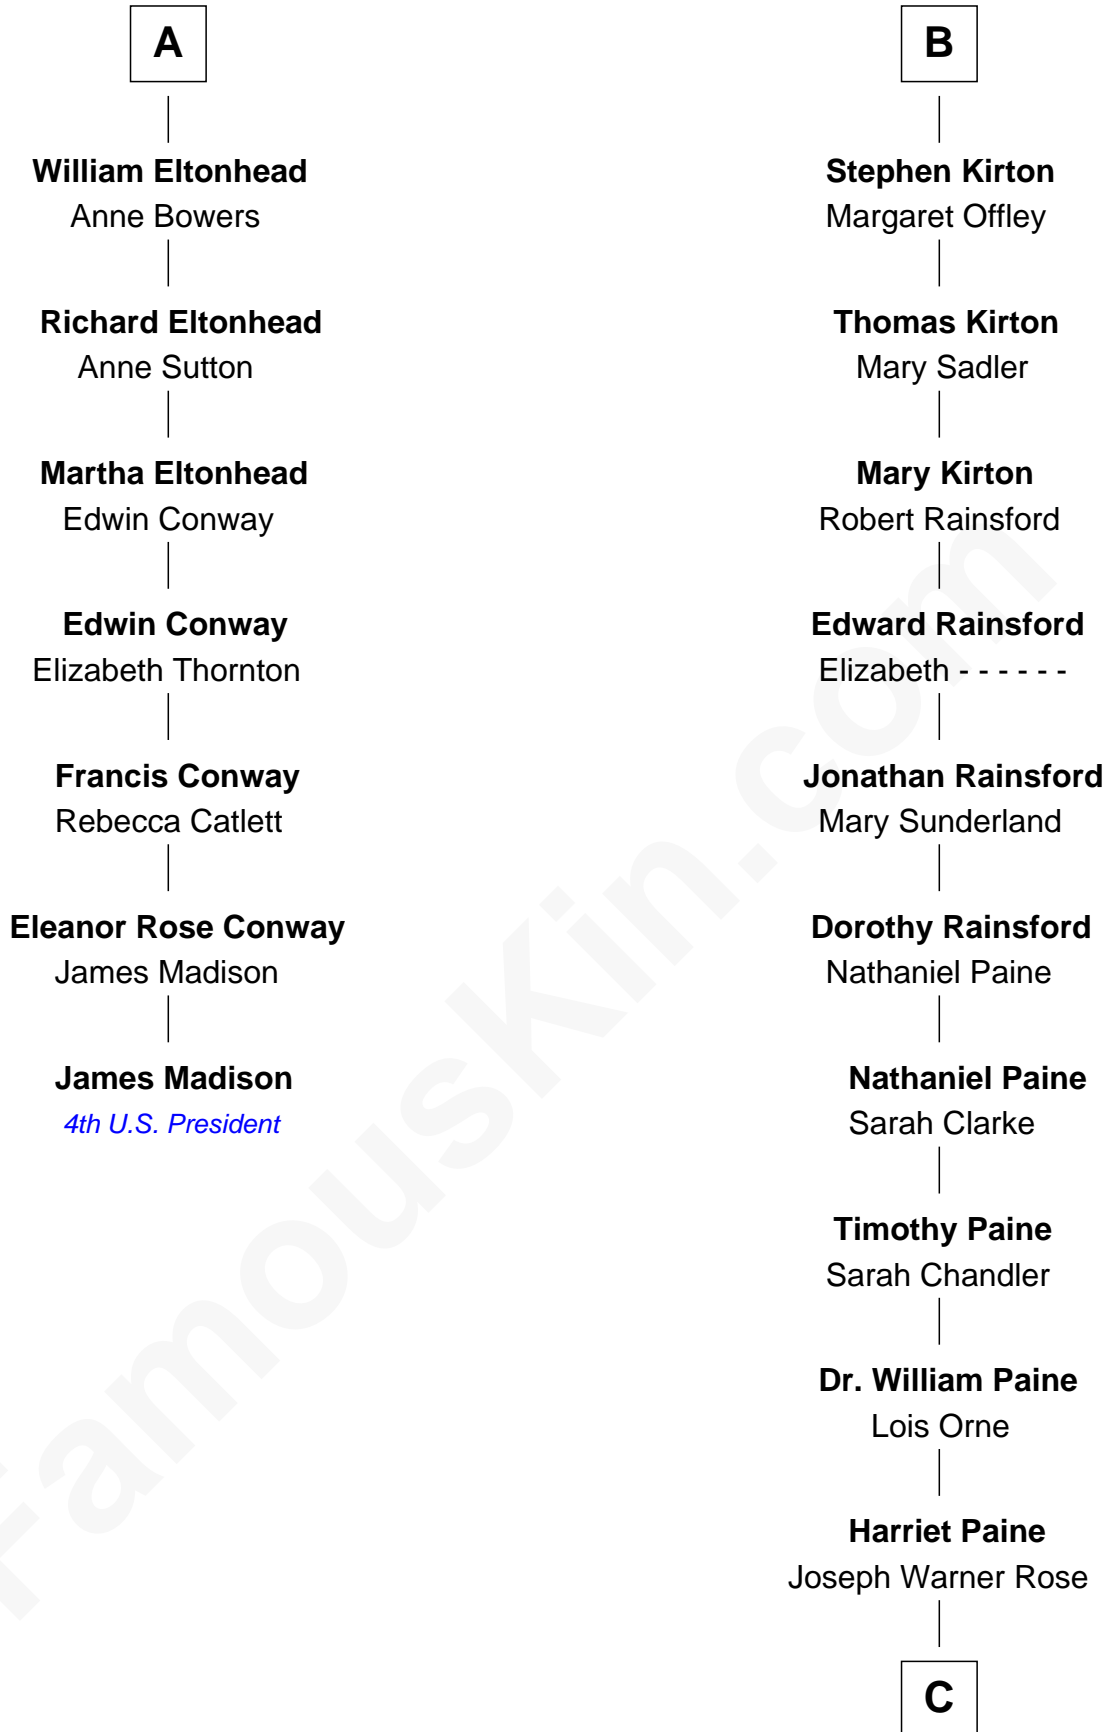 A
William Eltonhead
Anne Bowers
Richard Eltonhead
Anne Sutton
Martha Eltonhead
Edwin Conway
Edwin Conway
Elizabeth Thornton
Francis Conway
Rebecca Catlett
Eleanor Rose Conway
James Madison
James Madison
4th U.S. President
B
Stephen Kirton
Margaret Offley
Thomas Kirton
Mary Sadler
Mary Kirton
Robert Rainsford
Edward Rainsford
Elizabeth - - - - - -
Jonathan Rainsford
Mary Sunderland
Dorothy Rainsford
Nathaniel Paine
Nathaniel Paine
Sarah Clarke
Timothy Paine
Sarah Chandler
Dr. William Paine
Lois Orne
Harriet Paine
Joseph Warner Rose
C
FamousKin.com